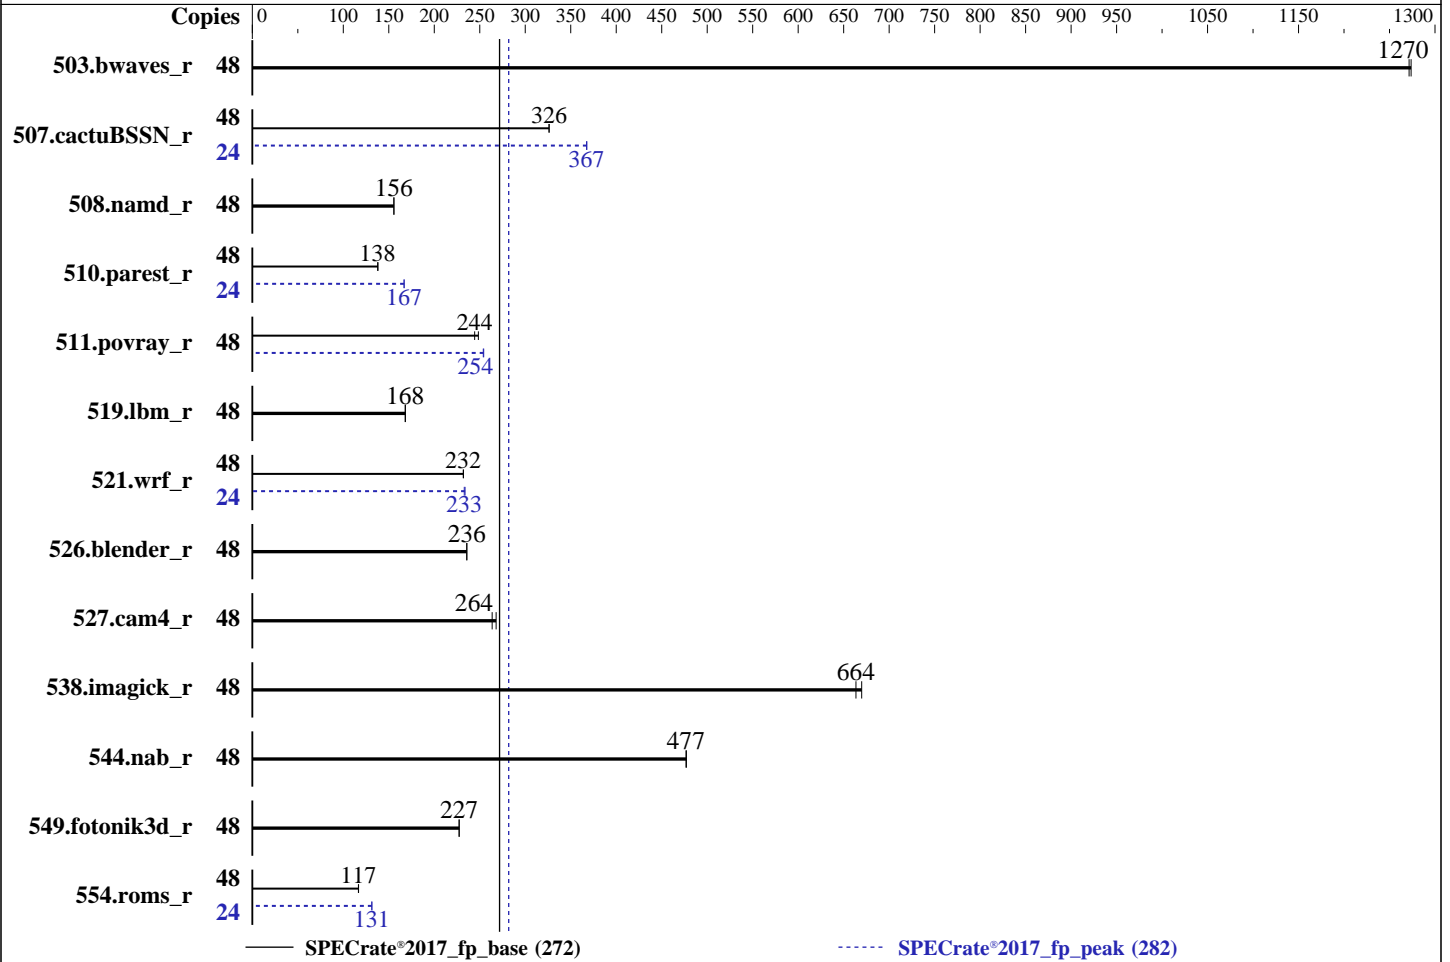 Copies 0 100 150 200 250 300 350 400 450 500 550 600 650 700 750 800 850 900 950 1050 1150 1300
503.bwaves_r 48 1270
507.cactuBSSN_r 48 326
24 367
508.namd_r 48 156
510.parest_r 48 138
24 167
511.povray_r 48 244
254
519.lbm_r 48 168
521.wrf_r 48 232
24 233
526.blender_r 48 236
527.cam4_r 48 264
538.imagick_r 48 664
544.nab_r 48 477
549.fotonik3d_r 48 227
554.roms_r 48 117
24 131
SPECrate®2017_fp_base (272) SPECrate®2017_fp_peak (282)